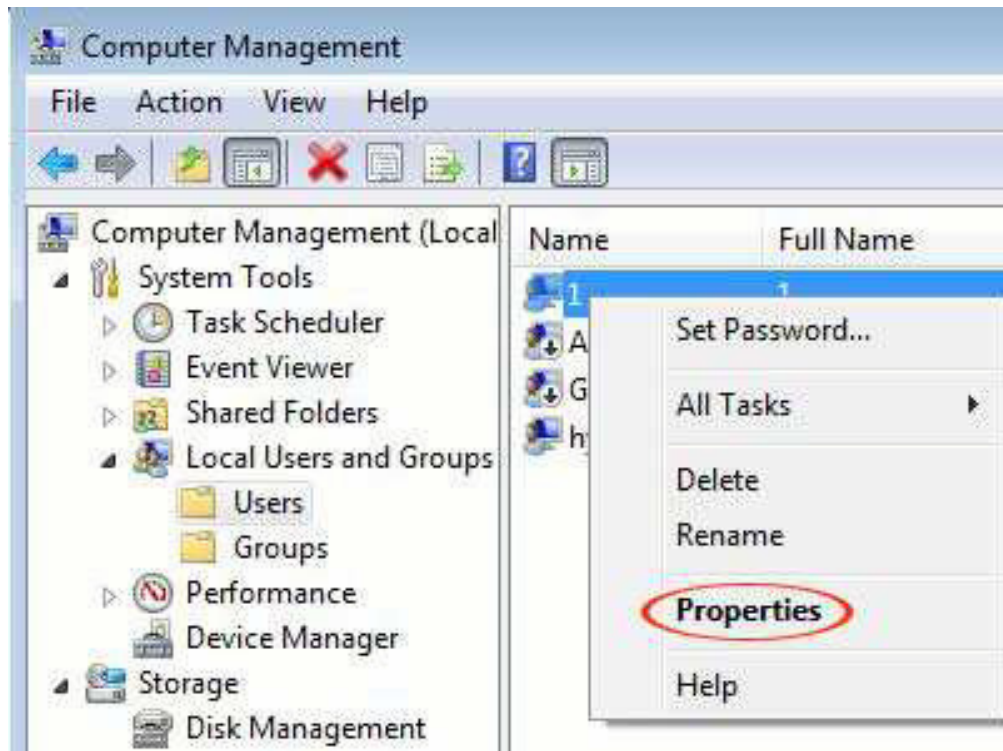 Computer Management
File Action View Help
Computer Management (Local
System Tools
Task Scheduler
Event Viewer
Shared Folders
Local Users and Groups
Users
Groups
Performance
Device Manager
Storage
Disk Management
Name Full Name
1 1
A
G
hy
Set Password...
All Tasks
Delete
Rename
Properties
Help